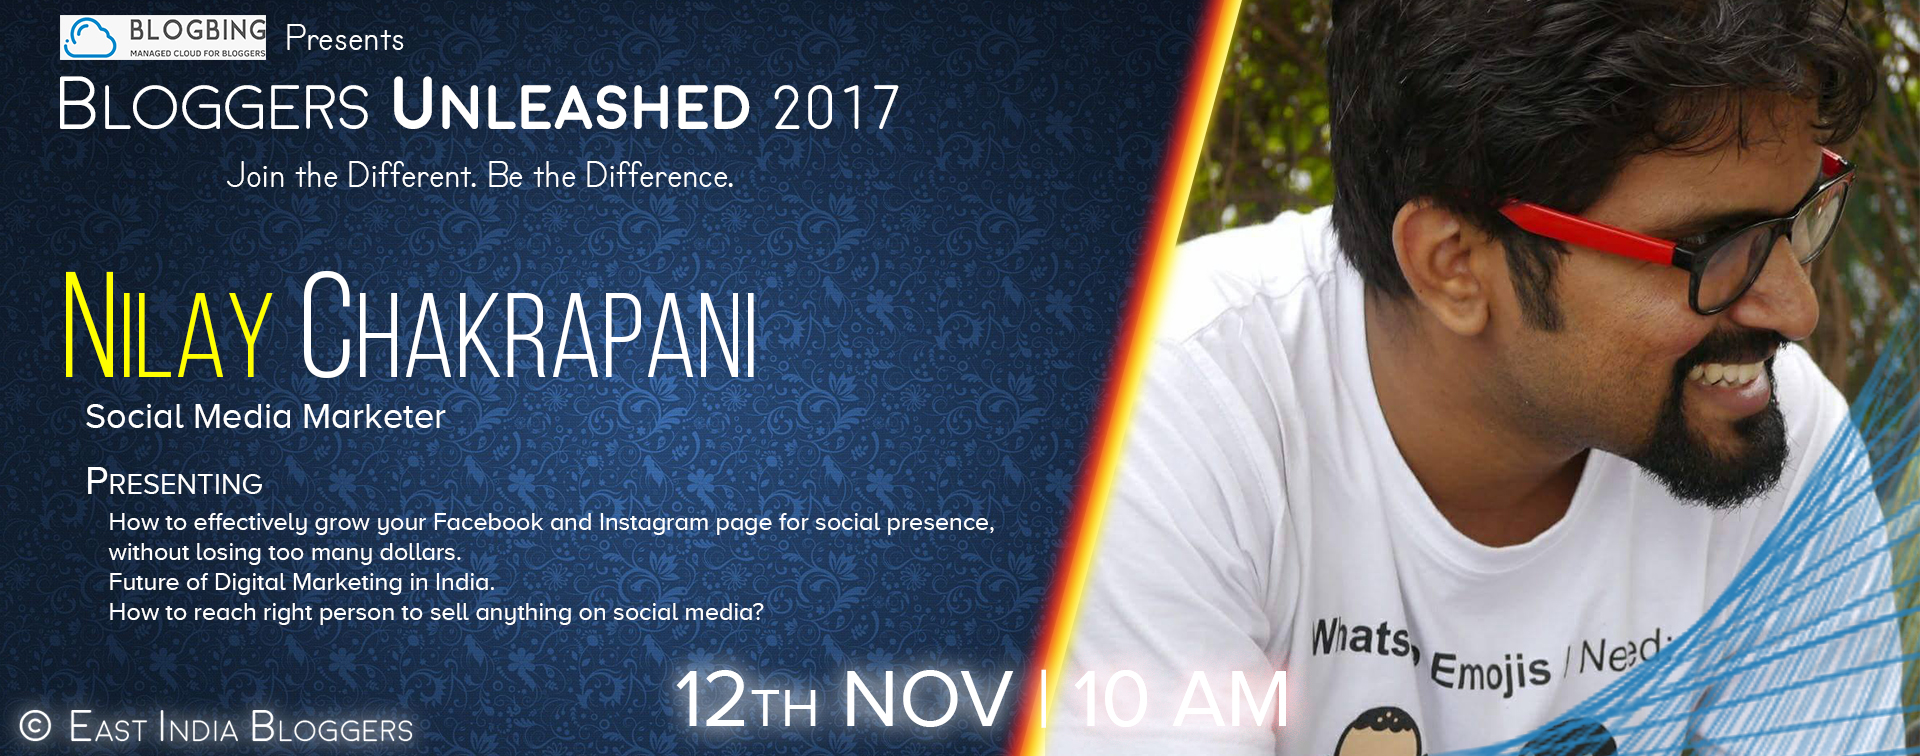 BLOGBING
MANAGED CLOUD FOR BLOGGERS
Presents
BLOGGERS UNLEASHED 2017
Join the Different. Be the Difference.
NILAY CHAKRAPANI
Social Media Marketer
PRESENTING
How to effectively grow your Facebook and Instagram page for social presence,
without losing too many dollars.
Future of Digital Marketing in India.
How to reach right person to sell anything on social media?
Emojis I Need
12TH NOV | 10 AM
© EAST INDIA BLOGGERS